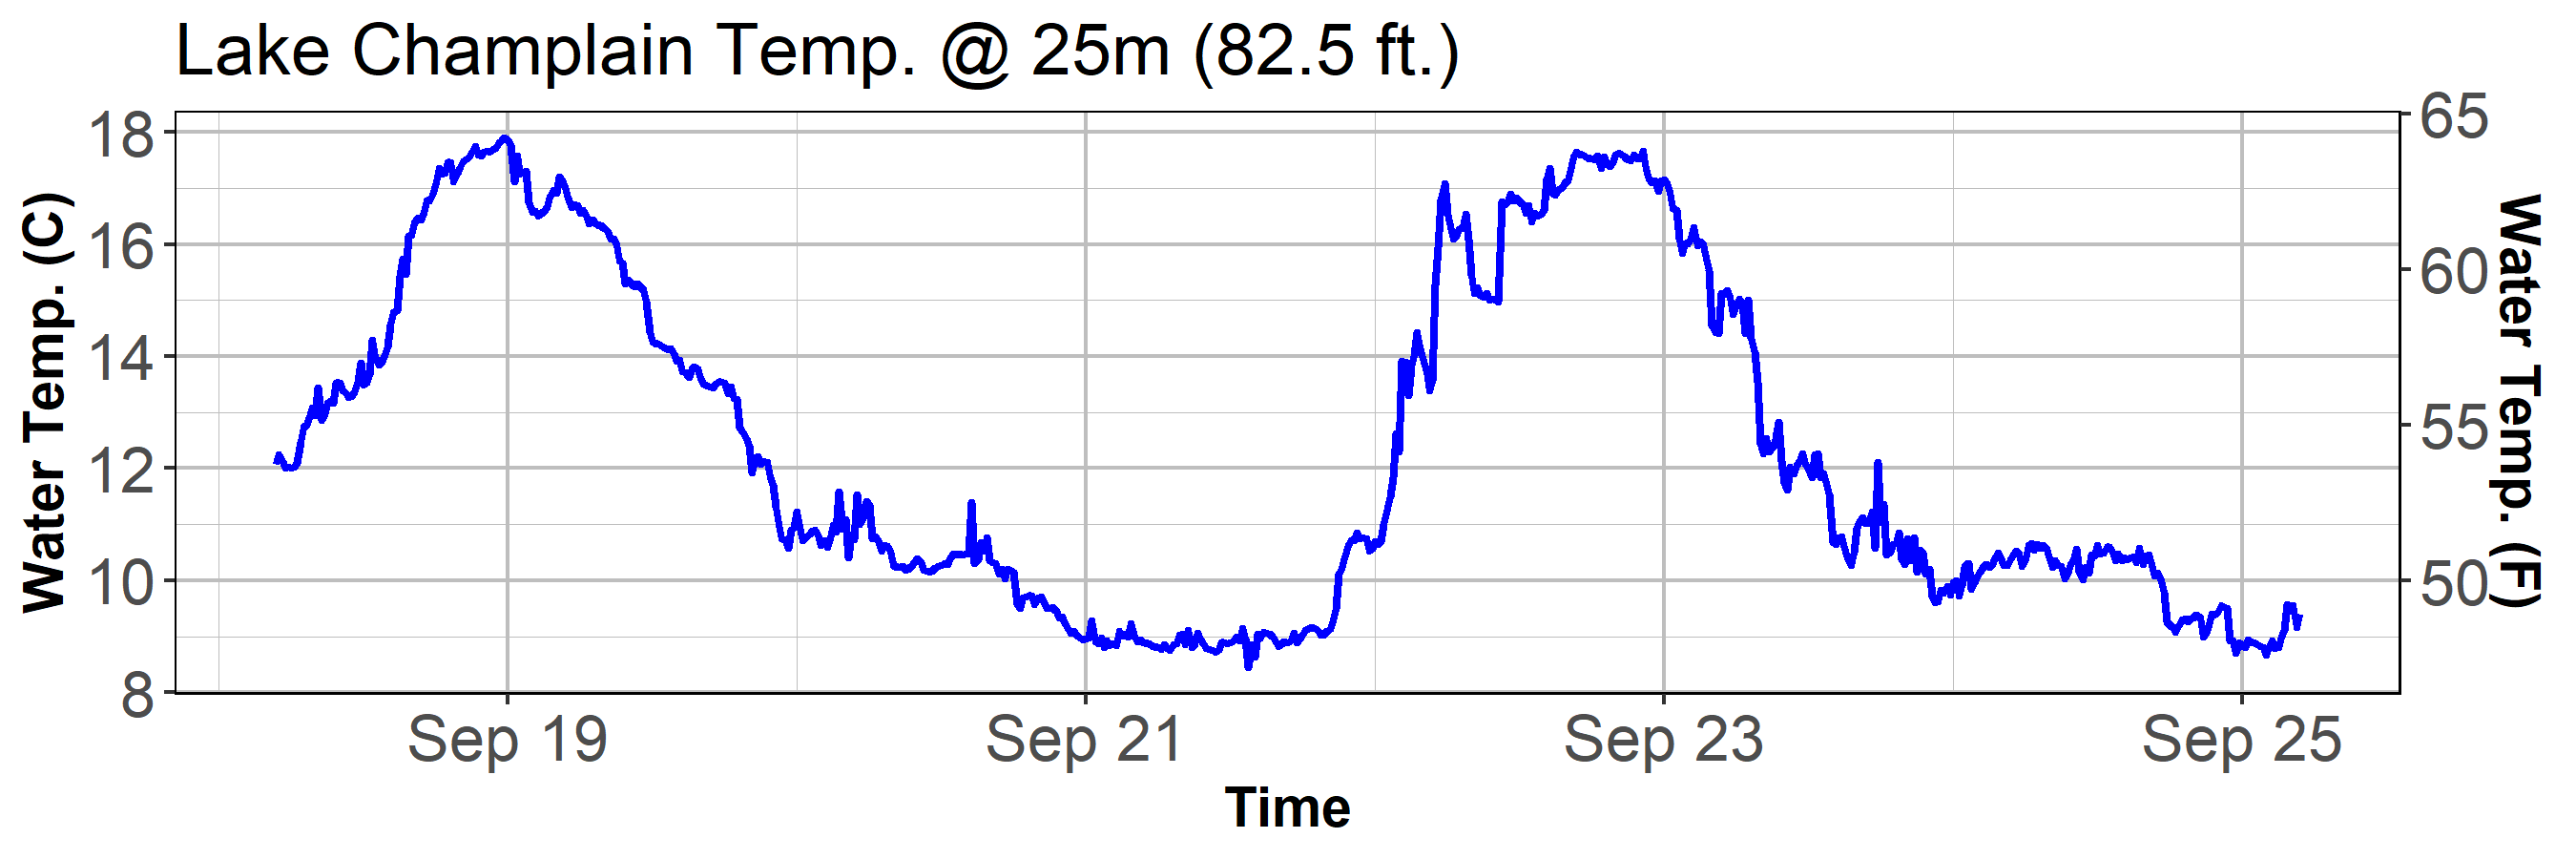 Lake Champlain Temp. @ 25m (82.5 ft.)
Water Temp. (C)
18
16
14
12
10
8
65
60
55
50
Water Temp. (F)
Sep 19
Sep 21
Sep 23
Sep 25
Time